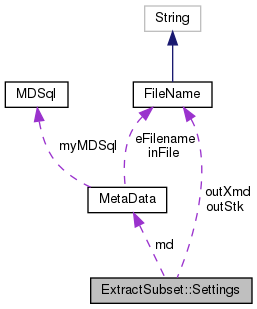 String
MDSql
FileName
myMDSql
eFilename
inFile
MetaData
outXmd
outStk
md
ExtractSubset::Settings